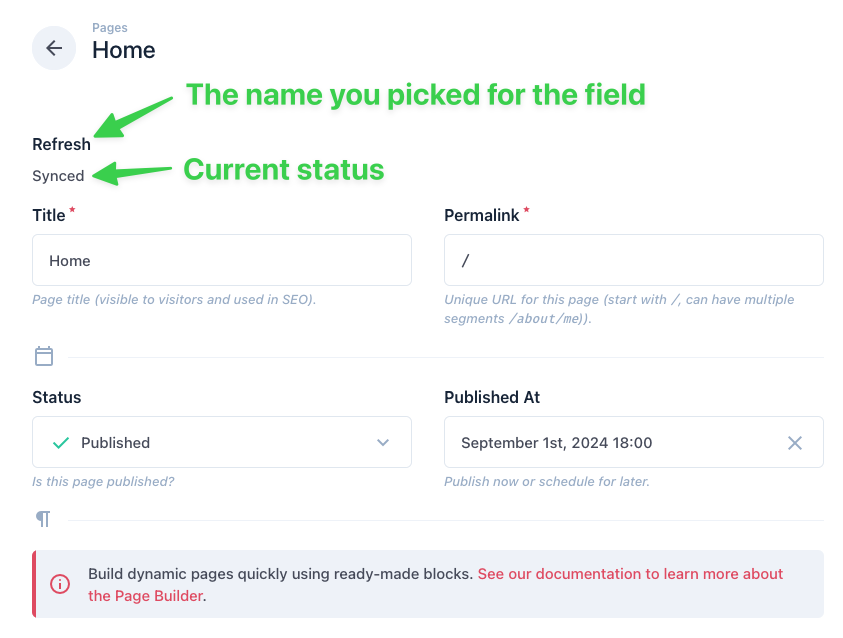 Pages
Home
The name you picked for the field
Refresh
Synced
Current status
Title *
Permalink *
Home
/
Page title (visible to visitors and used in SEO).
Unique URL for this page (start with /, can have multiple
segments /about/me)).
Status
Published At
Published
September 1st, 2024 18:00
Is this page published?
Publish now or schedule for later.
Build dynamic pages quickly using ready-made blocks. See our documentation to learn more about
the Page Builder.